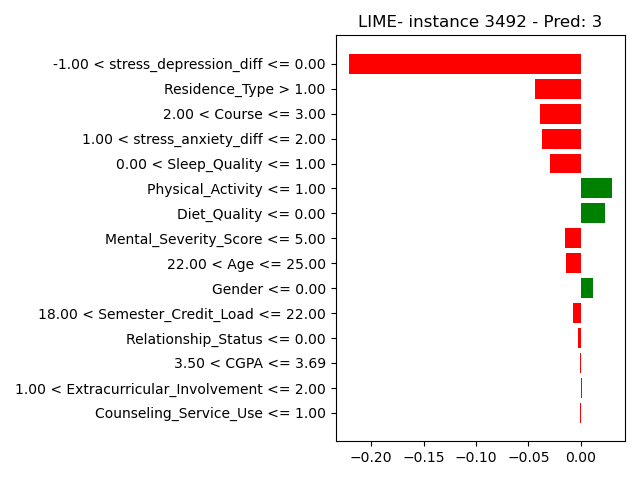 LIME- instance 3492 - Pred: 3
-1.00 < stress_depression_diff <= 0.00
Residence_Type > 1.00
2.00 < Course <= 3.00
1.00 < stress_anxiety_diff <= 2.00
0.00 < Sleep_Quality <= 1.00
Physical_Activity <= 1.00
Diet_Quality <= 0.00
Mental_Severity_Score <= 5.00
22.00 < Age <= 25.00
Gender <= 0.00
18.00 < Semester_Credit_Load <= 22.00
Relationship_Status <= 0.00
3.50 < CGPA <= 3.69
1.00 < Extracurricular_Involvement <= 2.00
Counseling_Service_Use <= 1.00
−0.20 −0.15 −0.10 −0.05 0.00